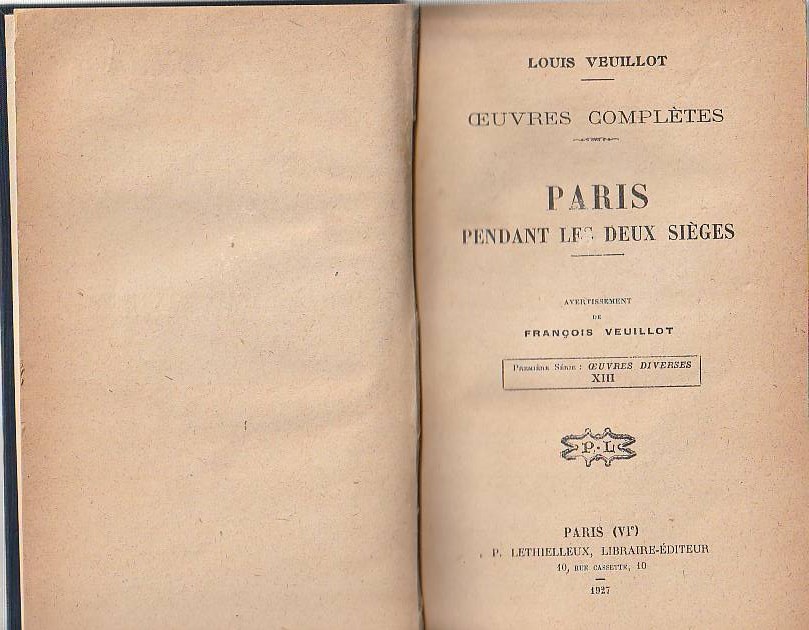 LOUIS VEUILLOT
ŒUVRES COMPLÈTES
PARIS
PENDANT LES DEUX SIÈGES
AVERTISSEMENT
DE
FRANÇOIS VEUILLOT
PREMIÈRE SÉRIE : ŒUVRES DIVERSES
XIII
P. L
PARIS (VIᵉ)
P. LETHIELLEUX, LIBRAIRE-ÉDITEUR
10, RUE CASSETTE, 10
1927